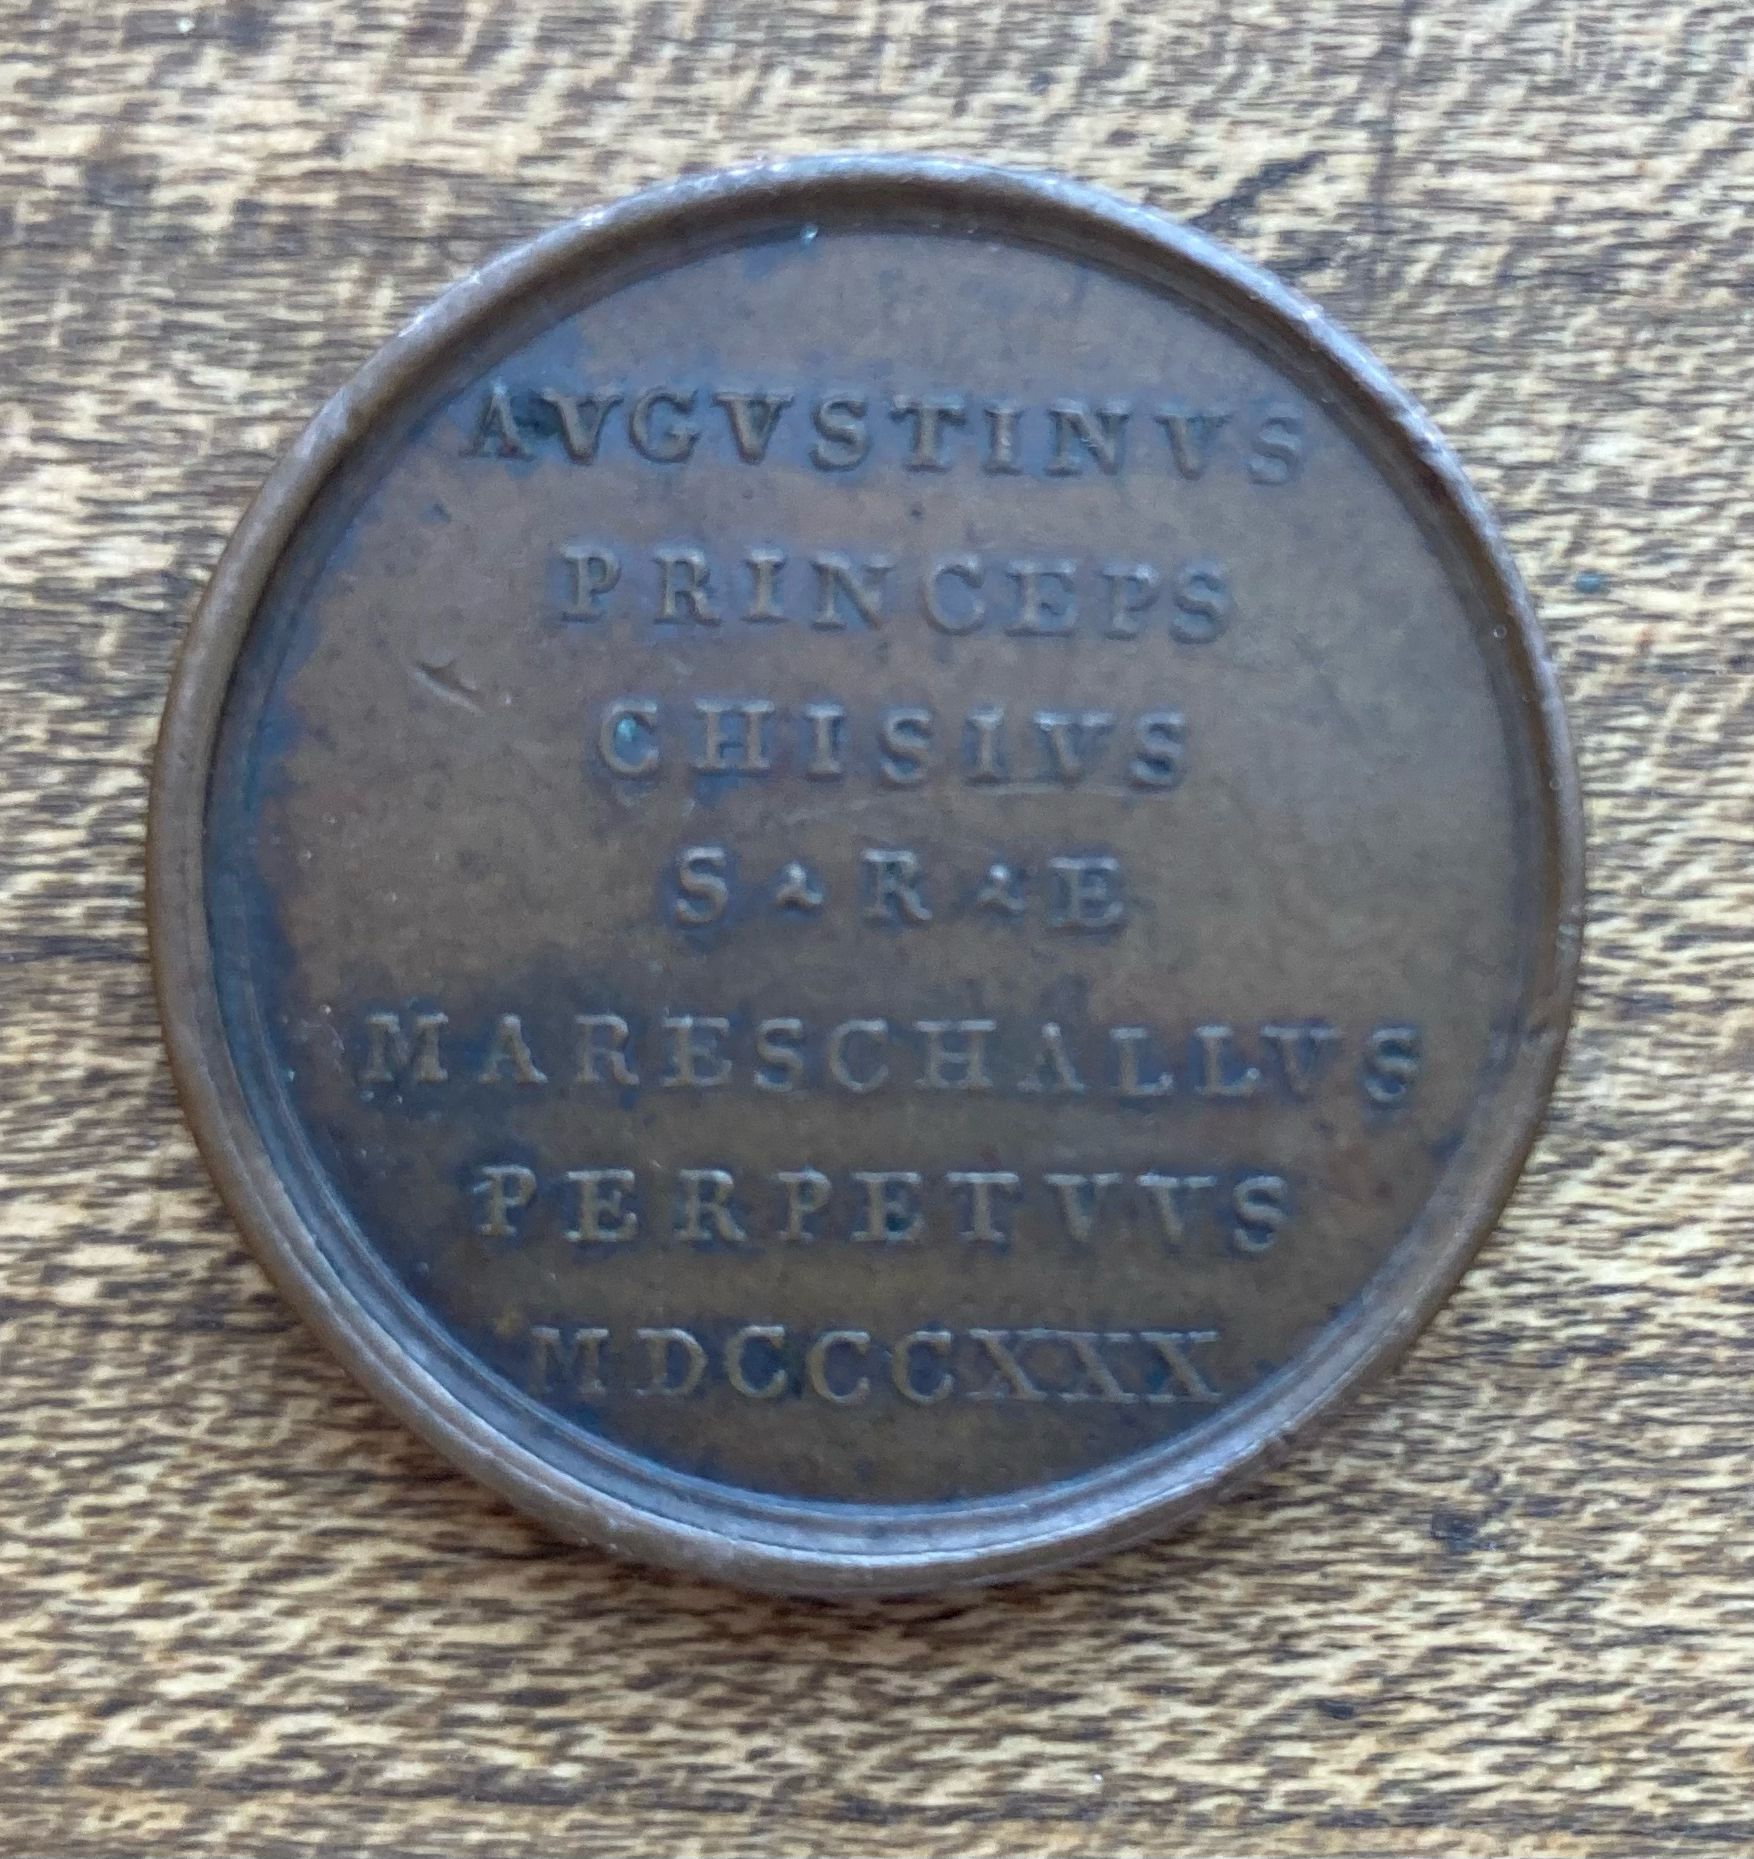 AVGVSTINVS
PRINCEPS
CHISIVS
S · R · E
MARESCHALLVS
PERPETVVS
MDCCCXXX